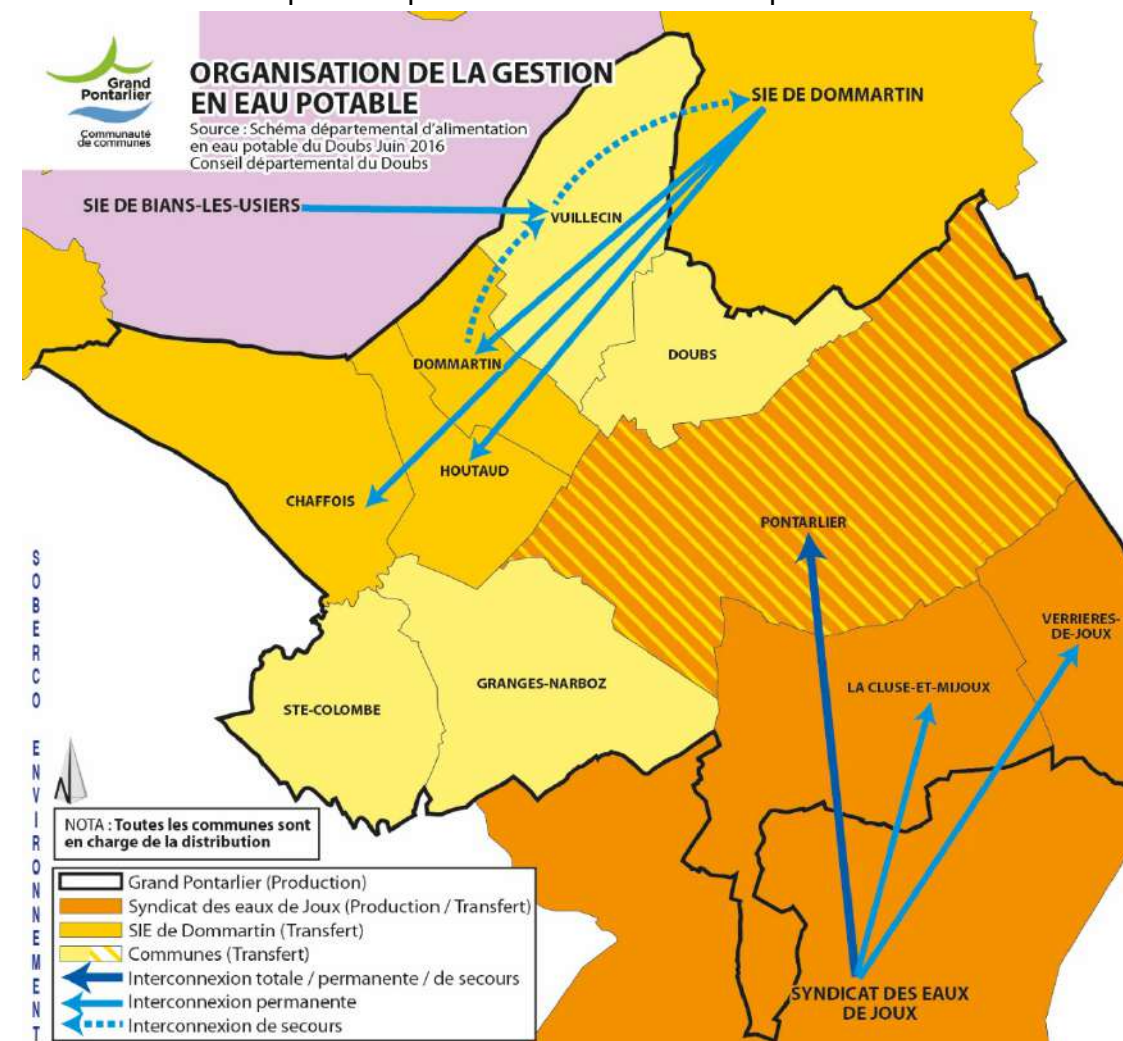 Grand
Pontarlier
Communauté
de communes
ORGANISATION DE LA GESTION
EN EAU POTABLE
Source : Schéma départemental d'alimentation
en eau potable du Doubs Juin 2016
Conseil départemental du Doubs
SIE DE DOMMARTIN
SIE DE BIANS-LES-USIERS
VUILLECIN
DOUBS
DOMMARTIN
HOUTAUD
CHAFFOIS
PONTARLIER
VERRIERES-
DE-JOUX
LA CLUSE-ET-MIJOUX
GRANGES-NARBOZ
STE-COLOMBE
SOBERCO ENVIRONNEMENT
N
NOTA : Toutes les communes sont
en charge de la distribution
Grand Pontarlier (Production)
Syndicat des eaux de Joux (Production / Transfert)
SIE de Dommartin (Transfert)
Communes (Transfert)
Interconnexion totale / permanente / de secours
Interconnexion permanente
Interconnexion de secours
SYNDICAT DES EAUX
DE JOUX